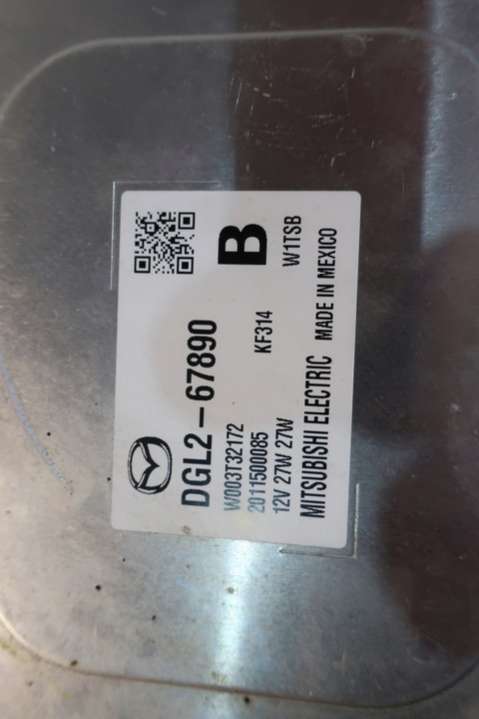 DGL2-67890 B
W003T32172
2011500085 KF314
12V 27W 27W W1TSB
MITSUBISHI ELECTRIC MADE IN MEXICO